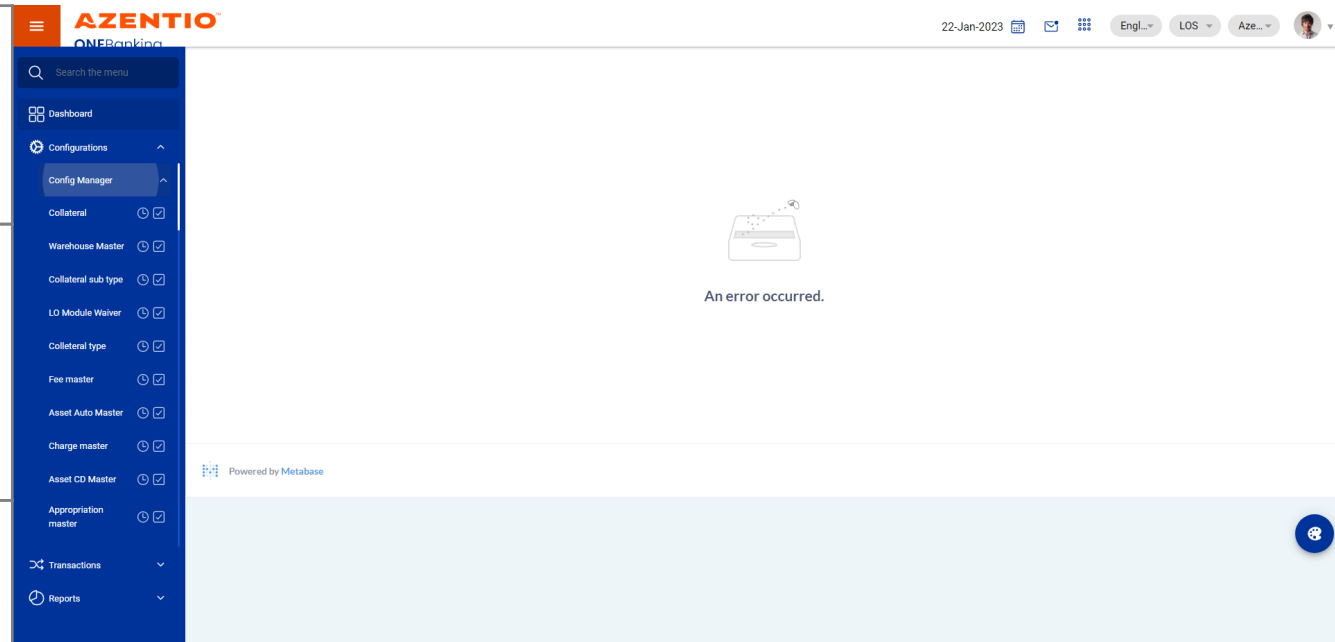 AZENTIO™
ONEBanking
22-Jan-2023
Engl...
LOS
Aze...
Search the menu
Dashboard
Configurations
Config Manager
Collateral
Warehouse Master
Collateral sub type
LO Module Waiver
Colleteral type
Fee master
Asset Auto Master
Charge master
Asset CD Master
Appropriation
master
Transactions
Reports
An error occurred.
Powered by Metabase